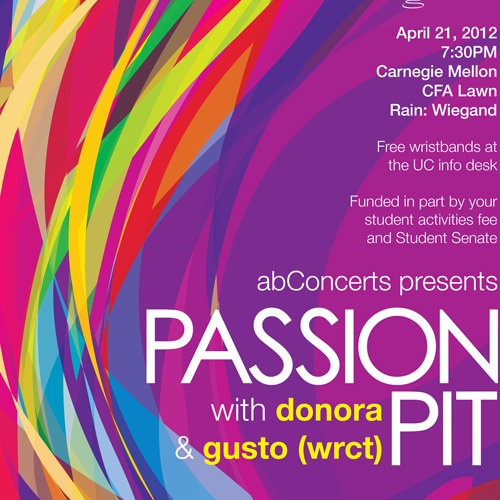 April 21, 2012
7:30PM
Carnegie Mellon
CFA Lawn
Rain: Wiegand
Free wristbands at
the UC info desk
Funded in part by your
student activities fee
and Student Senate
abConcerts presents
PASSION
PIT
with donora
& gusto (wrct)